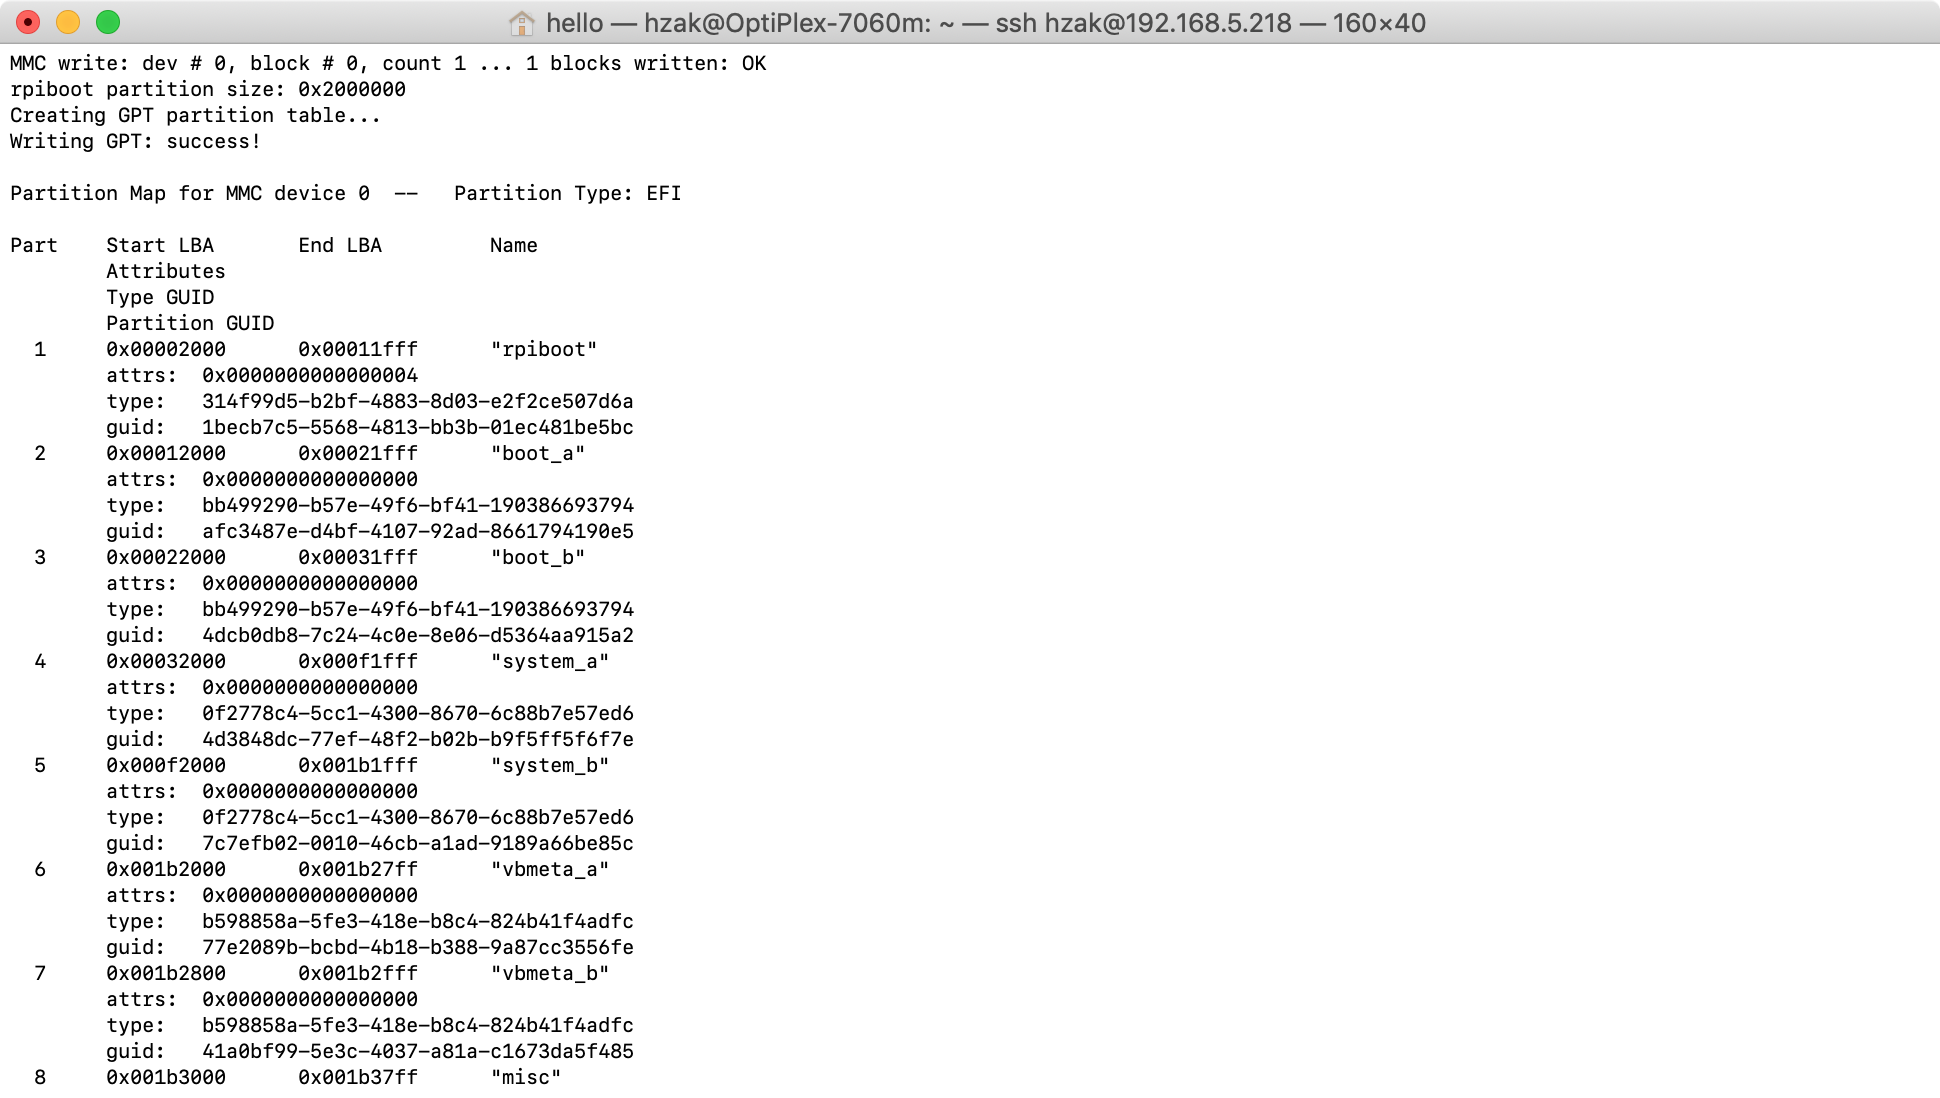 hello — hzak@OptiPlex-7060m: ~ — ssh hzak@192.168.5.218 — 160×40
MMC write: dev # 0, block # 0, count 1 ... 1 blocks written: OK
rpiboot partition size: 0x2000000
Creating GPT partition table...
Writing GPT: success!

Partition Map for MMC device 0  --   Partition Type: EFI

Part    Start LBA       End LBA         Name
        Attributes
        Type GUID
        Partition GUID
  1     0x00002000      0x00011fff      "rpiboot"
        attrs:  0x0000000000000004
        type:   314f99d5-b2bf-4883-8d03-e2f2ce507d6a
        guid:   1becb7c5-5568-4813-bb3b-01ec481be5bc
  2     0x00012000      0x00021fff      "boot_a"
        attrs:  0x0000000000000000
        type:   bb499290-b57e-49f6-bf41-190386693794
        guid:   afc3487e-d4bf-4107-92ad-8661794190e5
  3     0x00022000      0x00031fff      "boot_b"
        attrs:  0x0000000000000000
        type:   bb499290-b57e-49f6-bf41-190386693794
        guid:   4dcb0db8-7c24-4c0e-8e06-d5364aa915a2
  4     0x00032000      0x000f1fff      "system_a"
        attrs:  0x0000000000000000
        type:   0f2778c4-5cc1-4300-8670-6c88b7e57ed6
        guid:   4d3848dc-77ef-48f2-b02b-b9f5ff5f6f7e
  5     0x000f2000      0x001b1fff      "system_b"
        attrs:  0x0000000000000000
        type:   0f2778c4-5cc1-4300-8670-6c88b7e57ed6
        guid:   7c7efb02-0010-46cb-a1ad-9189a66be85c
  6     0x001b2000      0x001b27ff      "vbmeta_a"
        attrs:  0x0000000000000000
        type:   b598858a-5fe3-418e-b8c4-824b41f4adfc
        guid:   77e2089b-bcbd-4b18-b388-9a87cc3556fe
  7     0x001b2800      0x001b2fff      "vbmeta_b"
        attrs:  0x0000000000000000
        type:   b598858a-5fe3-418e-b8c4-824b41f4adfc
        guid:   41a0bf99-5e3c-4037-a81a-c1673da5f485
  8     0x001b3000      0x001b37ff      "misc"